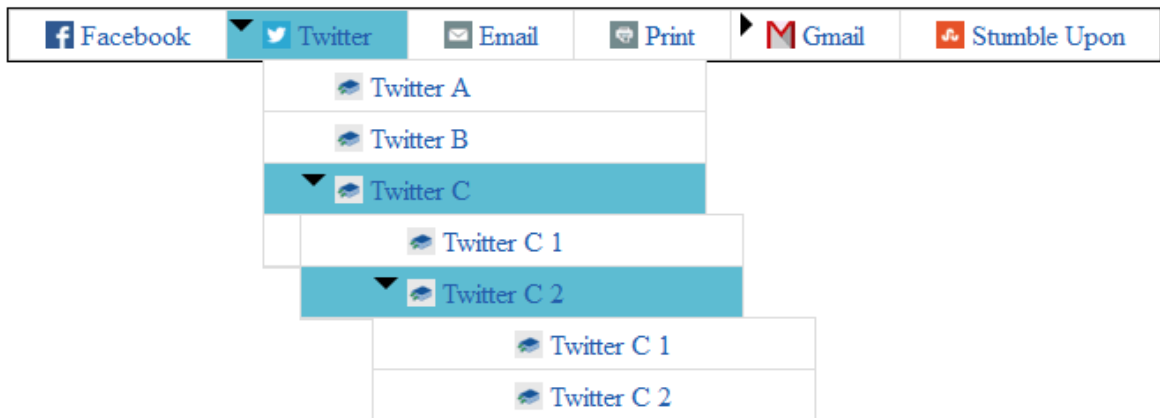 Facebook Twitter Email Print Gmail Stumble Upon
Twitter A
Twitter B
Twitter C
Twitter C 1
Twitter C 2
Twitter C 1
Twitter C 2